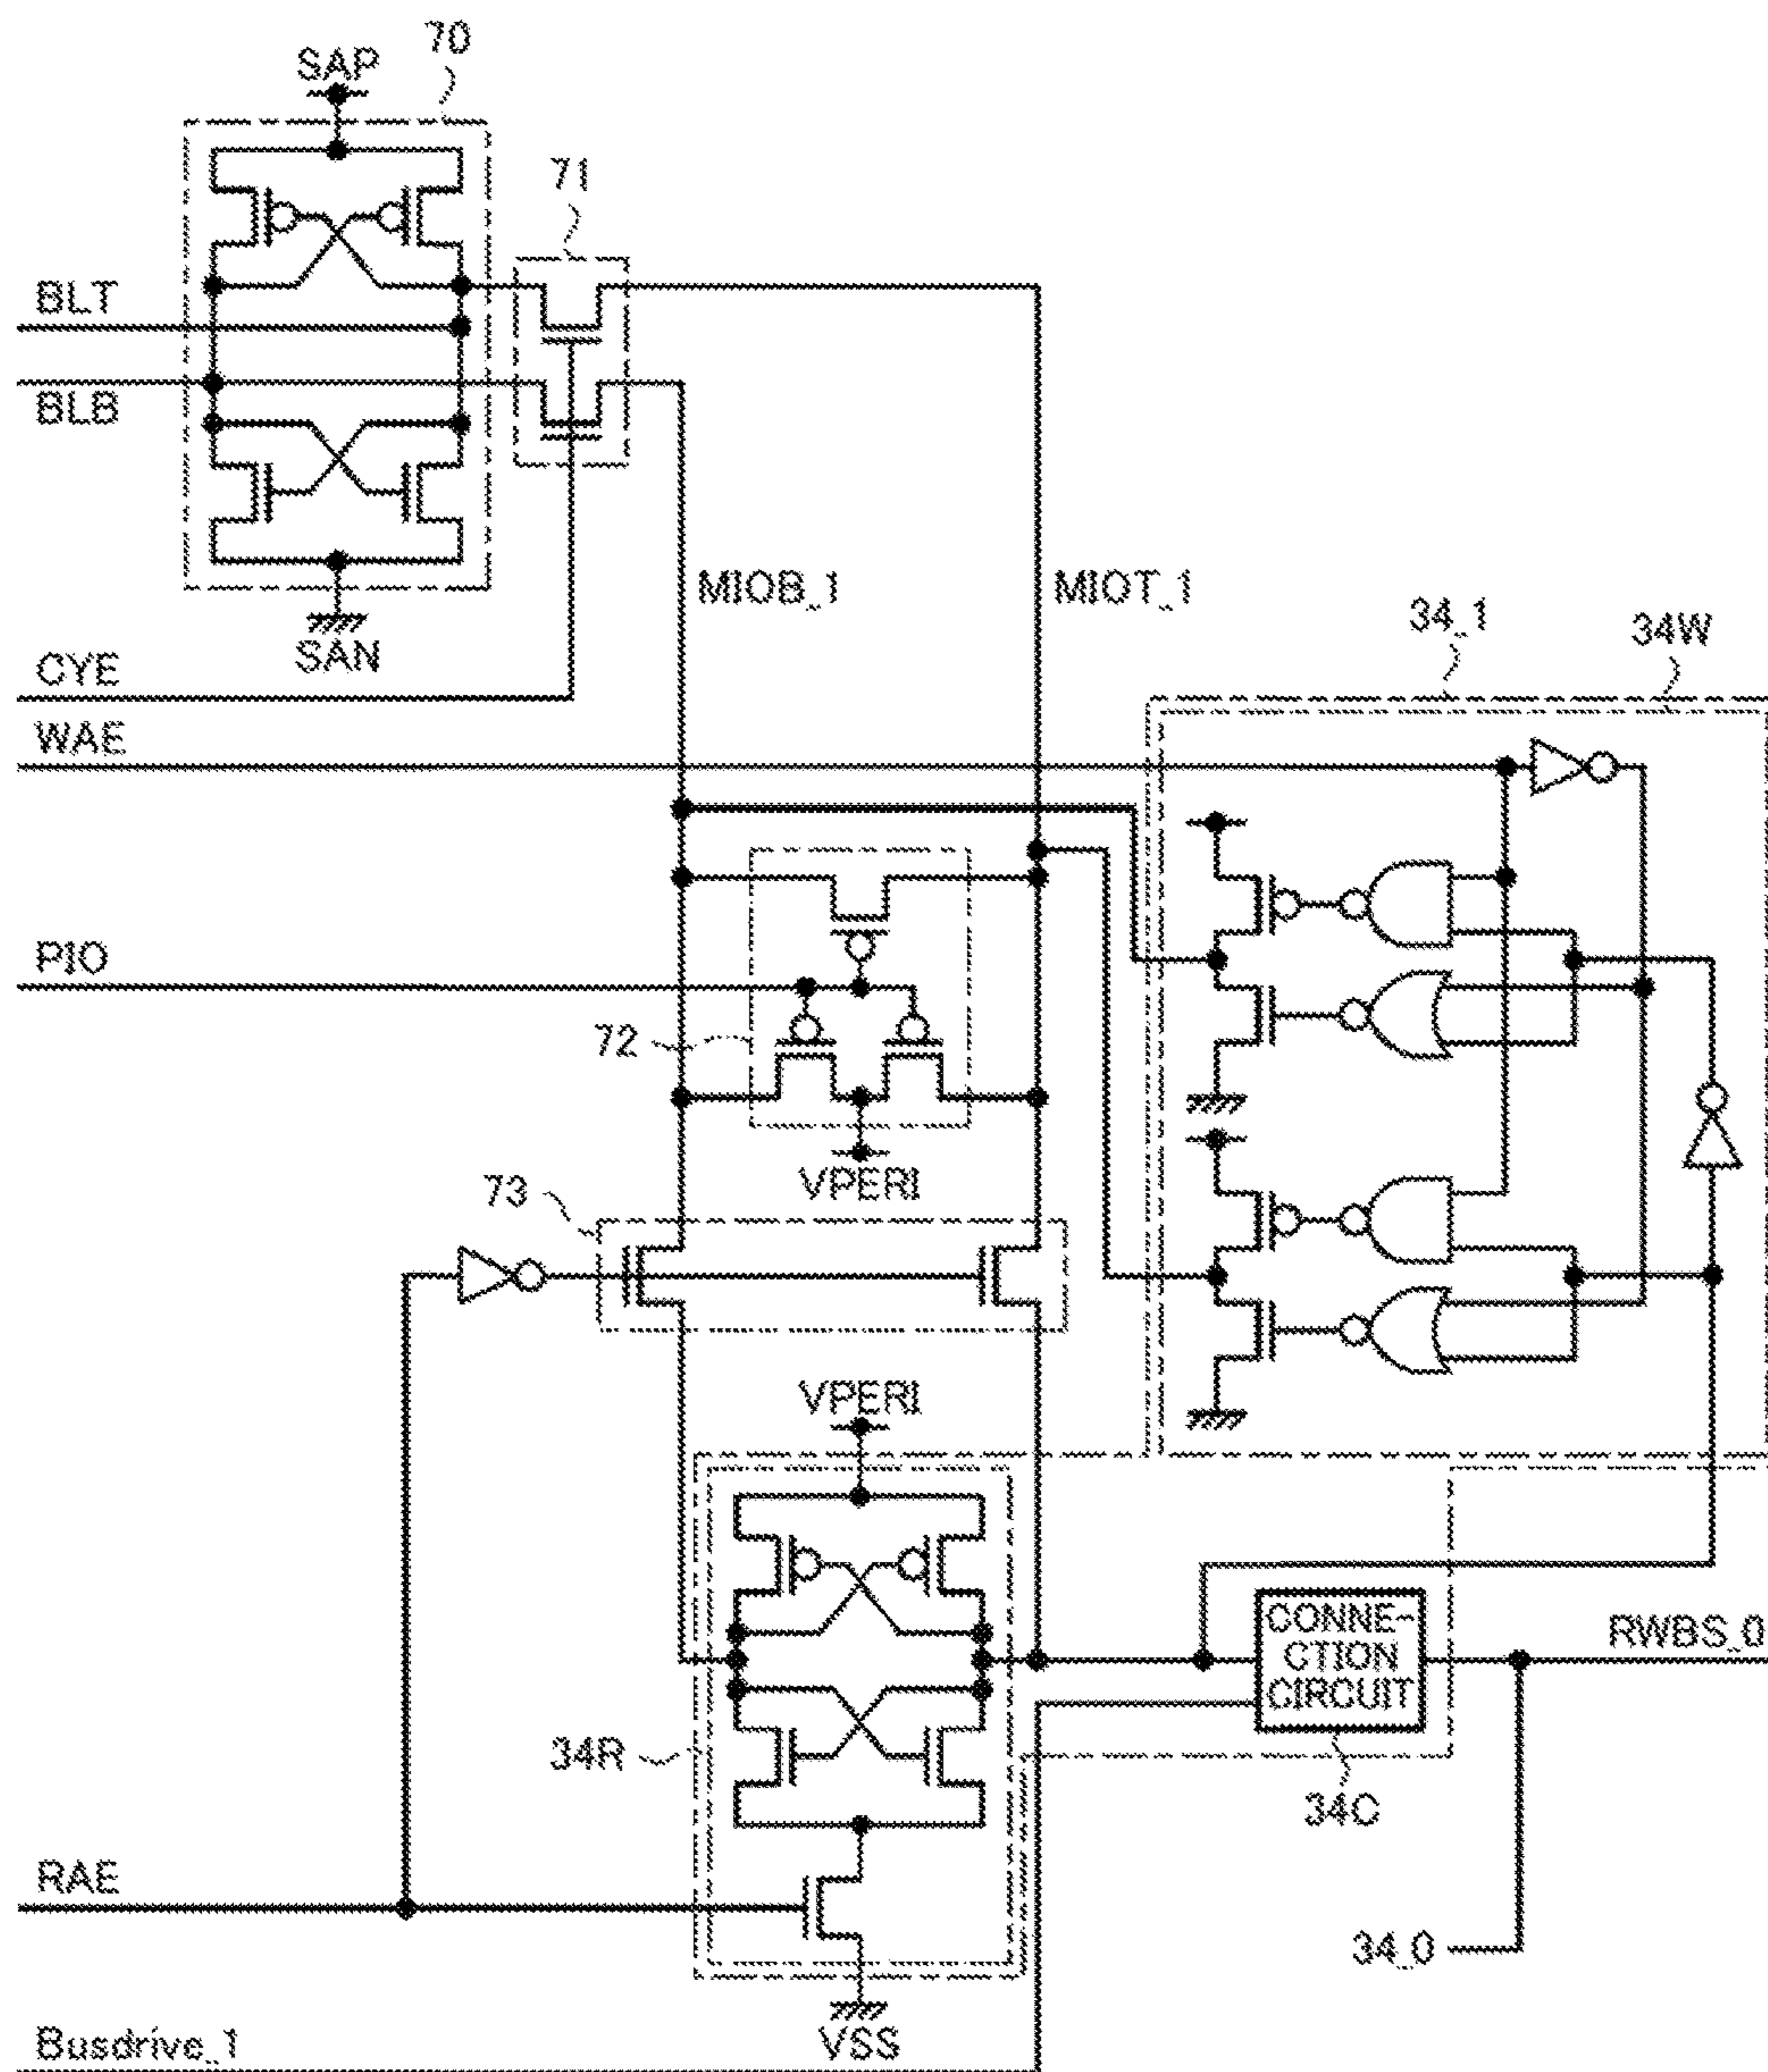 70
SAP
71
BLT
BLB
MIOB_1
MIOT_1
34_1
34W
SAN
CYE
WAE
PIO
72
VPERI
73
VPERI
CONNE-
CTION
CIRCUIT
RWBS_0
34R
34C
RAE
34_0
VSS
Busdrive_1